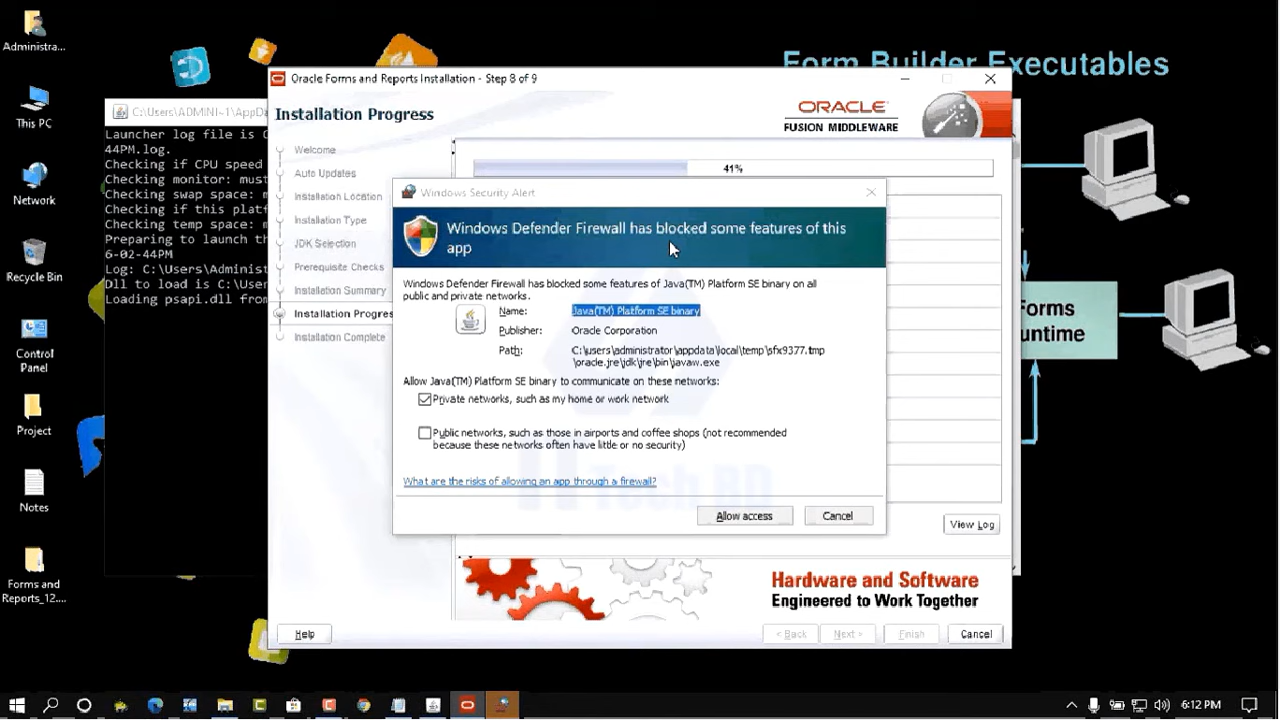 Administra...
This PC
Network
Recycle Bin
Control
Panel
Project
Notes
Forms and
Reports_12....
Form Builder Executables
Forms
untime
C:\Users\ADMINI~1\AppDa
Launcher log file is C
44PM.log.
Checking if CPU speed
Checking monitor: must
Checking swap space: m
Checking if this platf
Checking temp space: m
Preparing to launch th
6-02-44PM
Log: C:\Users\Administ
Dll to load is C:\User
Loading psapi.dll from
Oracle Forms and Reports Installation - Step 8 of 9
Installation Progress
ORACLE
FUSION MIDDLEWARE
Welcome
Auto Updates
Installation Location
Installation Type
JDK Selection
Prerequisite Checks
Installation Summary
Installation Progres
Installation Complete
41%
Windows Security Alert
Windows Defender Firewall has blocked some features of this
app
Windows Defender Firewall has blocked some features of Java(TM) Platform SE binary on all
public and private networks.
Name: Java(TM) Platform SE binary
Publisher: Oracle Corporation
Path: C:\users\administrator\appdata\local\temp\sfx9377.tmp
\oracle.jre\jdk\jre\bin\javaw.exe
Allow Java(TM) Platform SE binary to communicate on these networks:
Private networks, such as my home or work network
Public networks, such as those in airports and coffee shops (not recommended
because these networks often have little or no security)
What are the risks of allowing an app through a firewall?
Allow access Cancel
View Log
Hardware and Software
Engineered to Work Together
Help < Back Next > Finish Cancel
6:12 PM